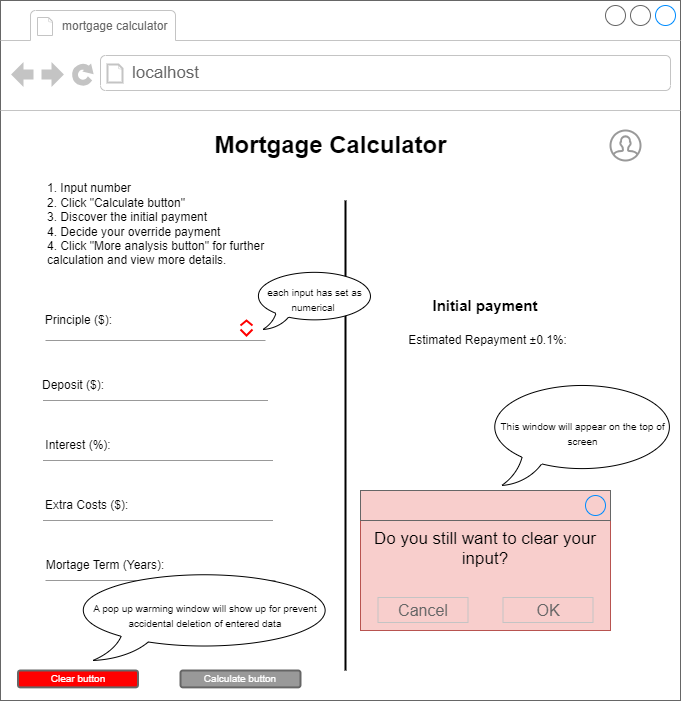 mortgage calculator
localhost
Mortgage Calculator
1. Input number
2. Click "Calculate button"
3. Discover the initial payment
4. Decide your override payment
4. Click "More analysis button" for further
calculation and view more details.
each input has set as
numerical
Principle ($):
Deposit ($):
Interest (%):
Extra Costs ($):
Mortage Term (Years):
A pop up warming window will show up for prevent
accidental deletion of entered data
Clear button
Calculate button
Initial payment
Estimated Repayment ±0.1%:
This window will appear on the top of
screen
Do you still want to clear your
input?
Cancel
OK